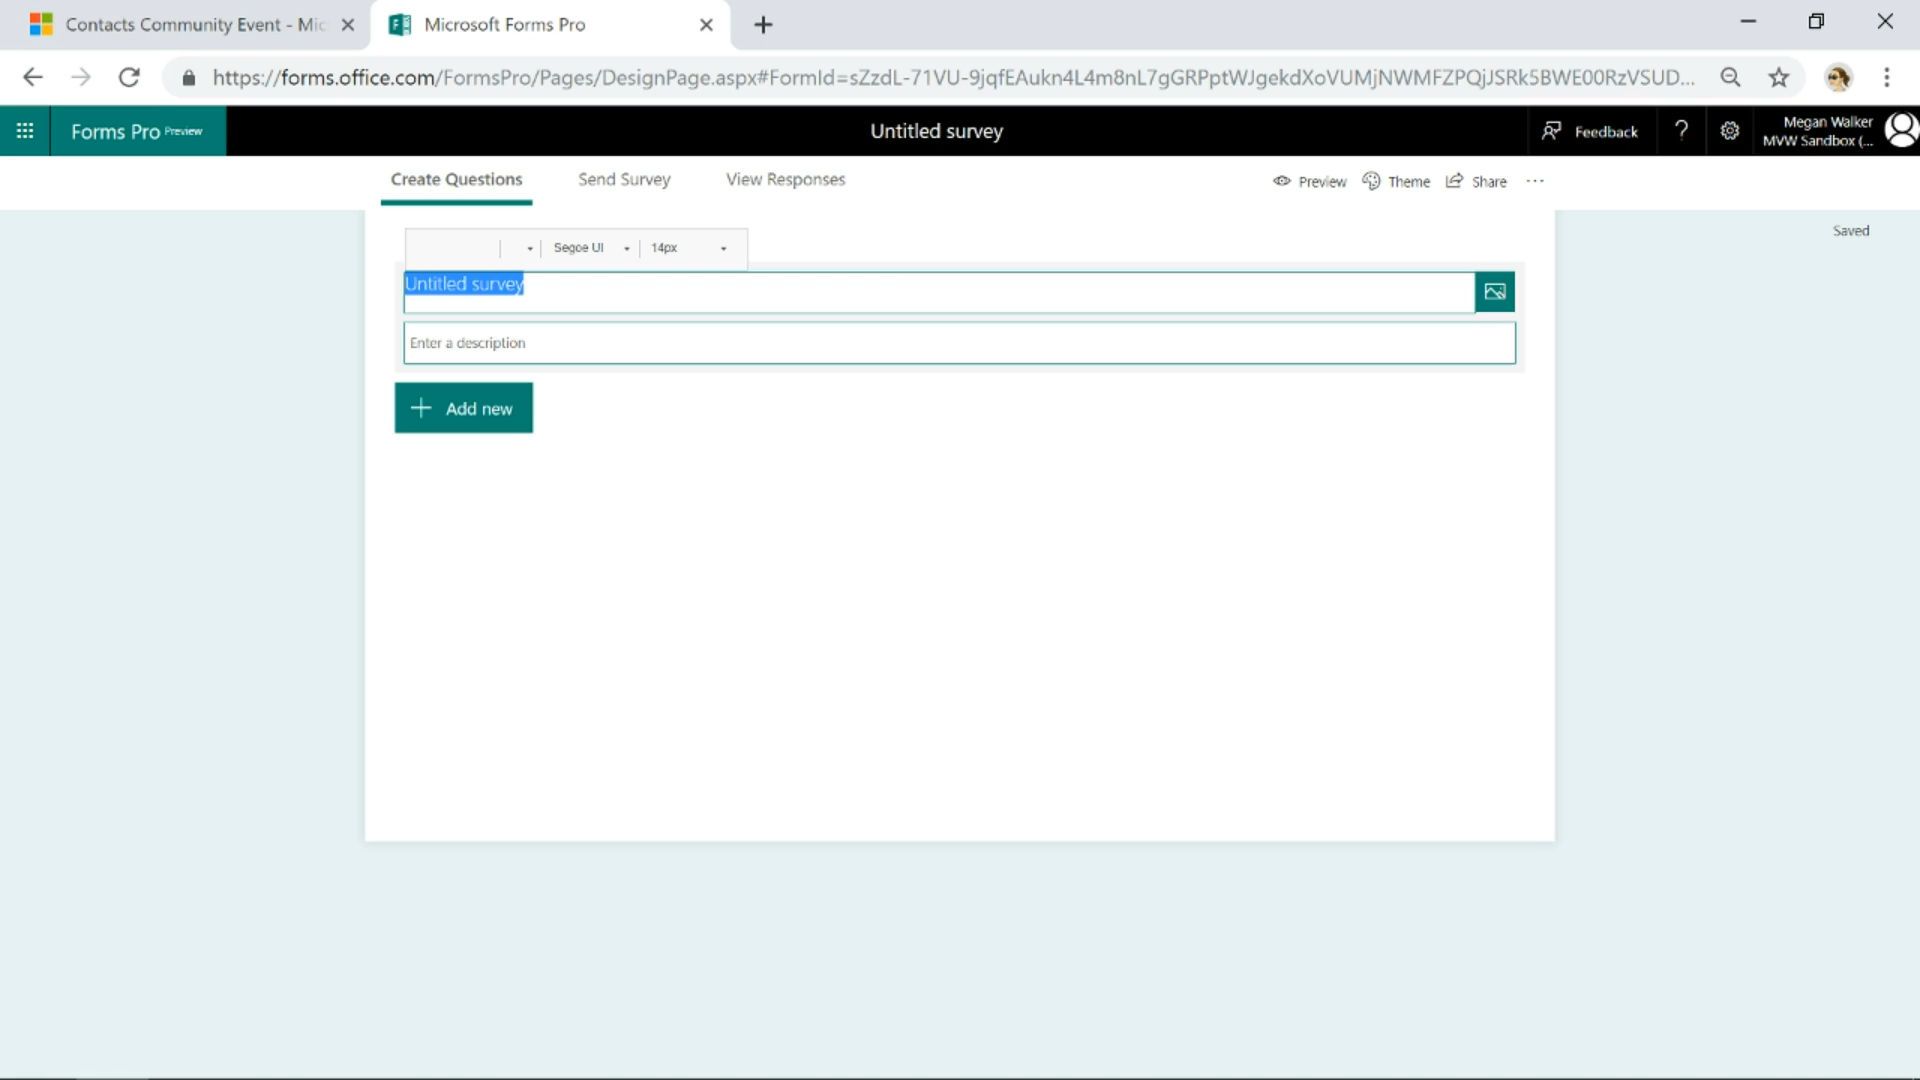 Contacts Community Event - Mic
Microsoft Forms Pro
https://forms.office.com/FormsPro/Pages/DesignPage.aspx#FormId=sZzdL-71VU-9jqfEAukn4L4m8nL7gGRPptWJgekdXoVUMjNWMFZPQjJSRk5BWE00RzVSUD...
Forms Pro Preview
Untitled survey
Feedback
?
Megan Walker
MVW Sandbox (...
Create Questions
Send Survey
View Responses
Preview
Theme
Share
...
Saved
Segoe UI
14px
Untitled survey
Enter a description
+ Add new